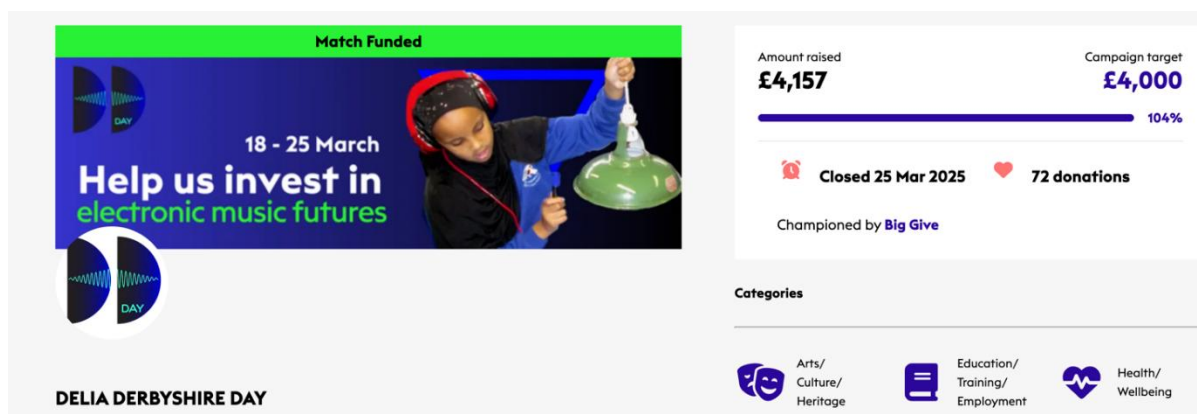 Match Funded
DAY
18 - 25 March
Help us invest in
electronic music futures
DAY
DELIA DERBYSHIRE DAY
Amount raised
Campaign target
£4,157
£4,000
104%
Closed 25 Mar 2025
72 donations
Championed by Big Give
Categories
Arts/
Culture/
Heritage
Education/
Training/
Employment
Health/
Wellbeing